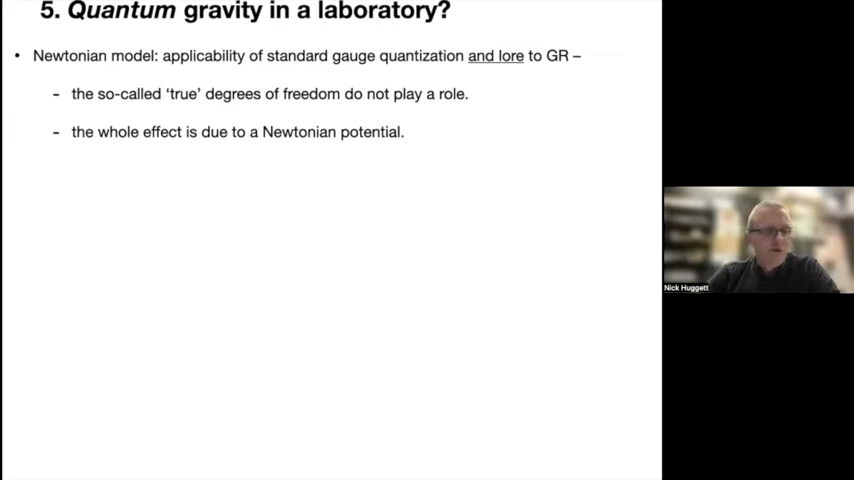 5. Quantum gravity in a laboratory?
• Newtonian model: applicability of standard gauge quantization and lore to GR –
- the so-called ‘true’ degrees of freedom do not play a role.
- the whole effect is due to a Newtonian potential.
Nick Huggett